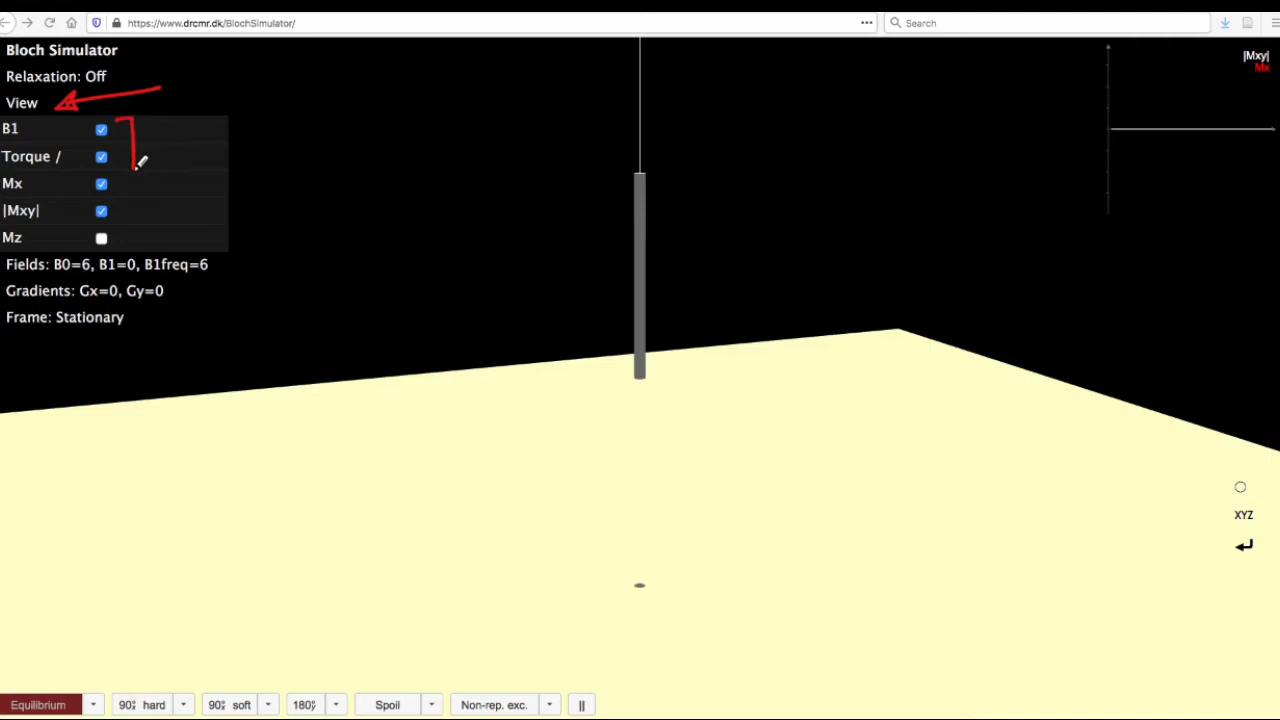 https://www.drcmr.dk/BlochSimulator/
Search
Bloch Simulator
|Mxy|
Mx
Relaxation: Off
View
B1
Torque /
Mx
|Mxy|
Mz
Fields: B0=6, B1=0, B1freq=6
Gradients: Gx=0, Gy=0
Frame: Stationary
XYZ
Equilibrium
90°x hard
90°x soft
180°y
Spoil
Non-rep. exc.
||